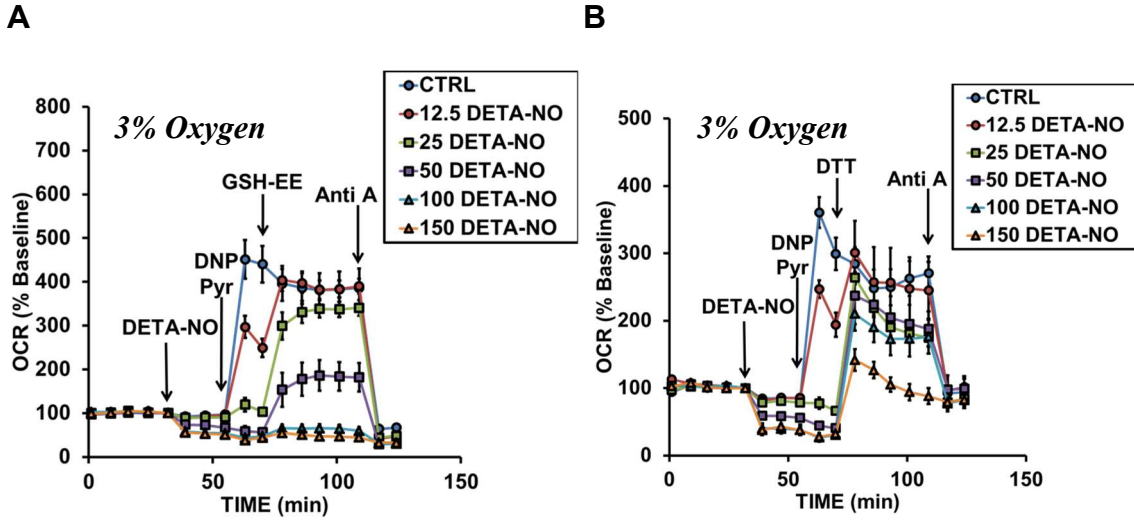 A
3% Oxygen
CTRL
12.5 DETA-NO
25 DETA-NO
50 DETA-NO
100 DETA-NO
150 DETA-NO
GSH-EE
Anti A
DNP
Pyr
DETA-NO
OCR (% Baseline)
800
700
600
500
400
300
200
100
0
0 50 100 150
TIME (min)
B
3% Oxygen
CTRL
12.5 DETA-NO
25 DETA-NO
50 DETA-NO
100 DETA-NO
150 DETA-NO
DTT
Anti A
DNP
Pyr
DETA-NO
OCR (% Baseline)
500
400
300
200
100
0
0 50 100 150
TIME (min)